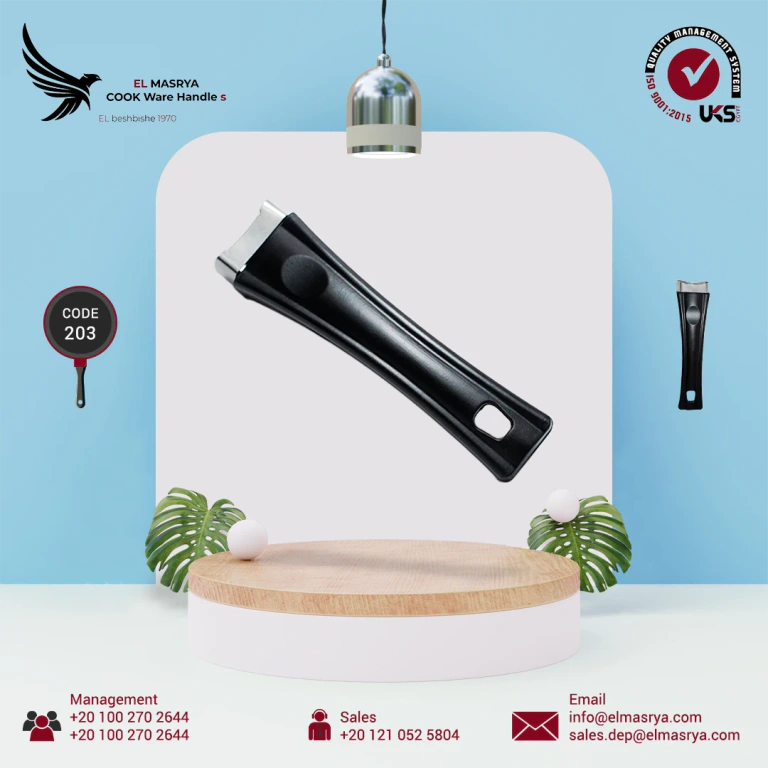 EL MASRYA
COOK Ware Handle s
EL beshbishe 1970
QUALITY MANAGEMENT SYSTEM
ISO 9001:2015
UKS
EGYPT
CODE
203
Management
+20 100 270 2644
+20 100 270 2644
Sales
+20 121 052 5804
Email
info@elmasrya.com
sales.dep@elmasrya.com